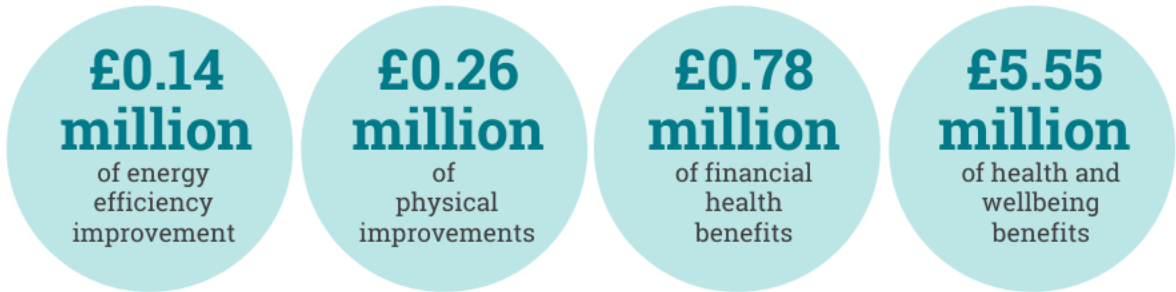 £0.14
million
of energy
efficiency
improvement
£0.26
million
of
physical
improvements
£0.78
million
of financial
health
benefits
£5.55
million
of health and
wellbeing
benefits